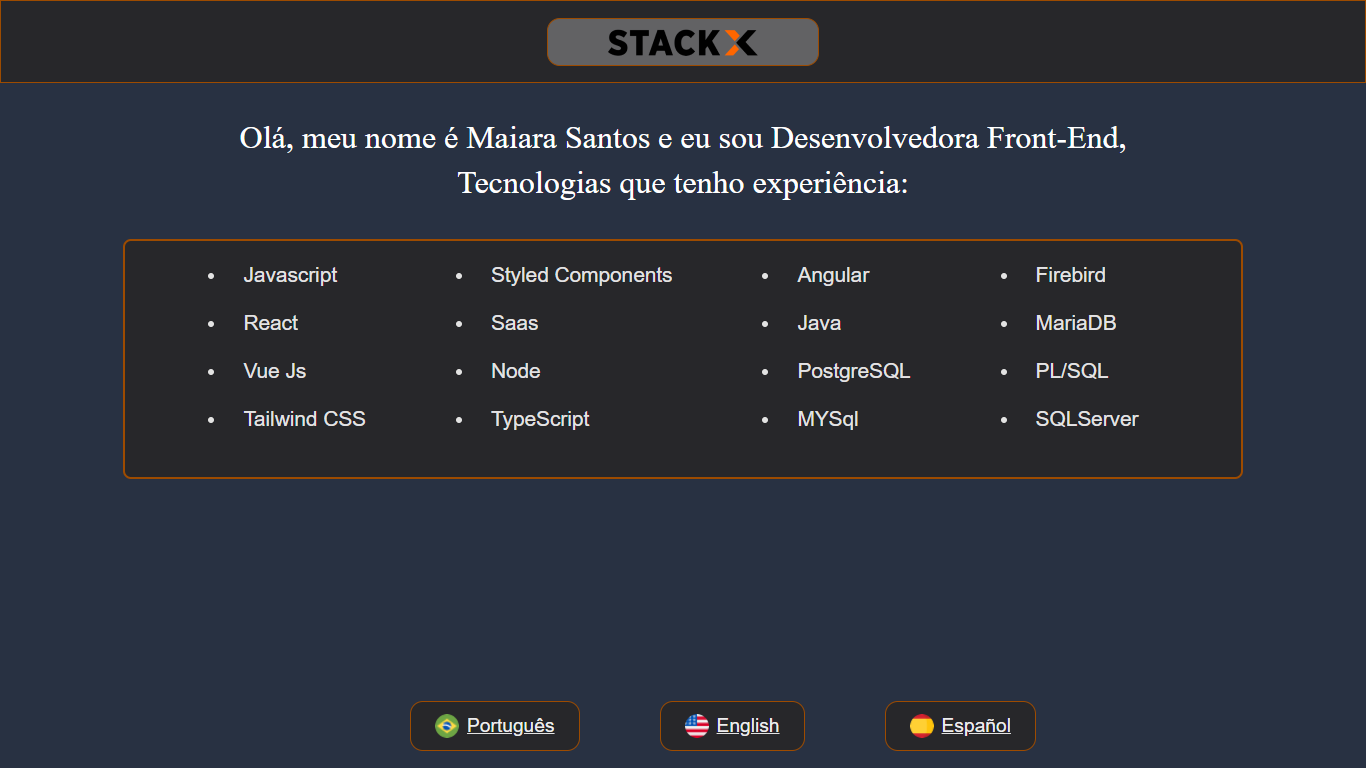 STACK X
Olá, meu nome é Maiara Santos e eu sou Desenvolvedora Front-End,
Tecnologias que tenho experiência:
Javascript
React
Vue Js
Tailwind CSS
Styled Components
Saas
Node
TypeScript
Angular
Java
PostgreSQL
MYSql
Firebird
MariaDB
PL/SQL
SQLServer
Português
English
Español